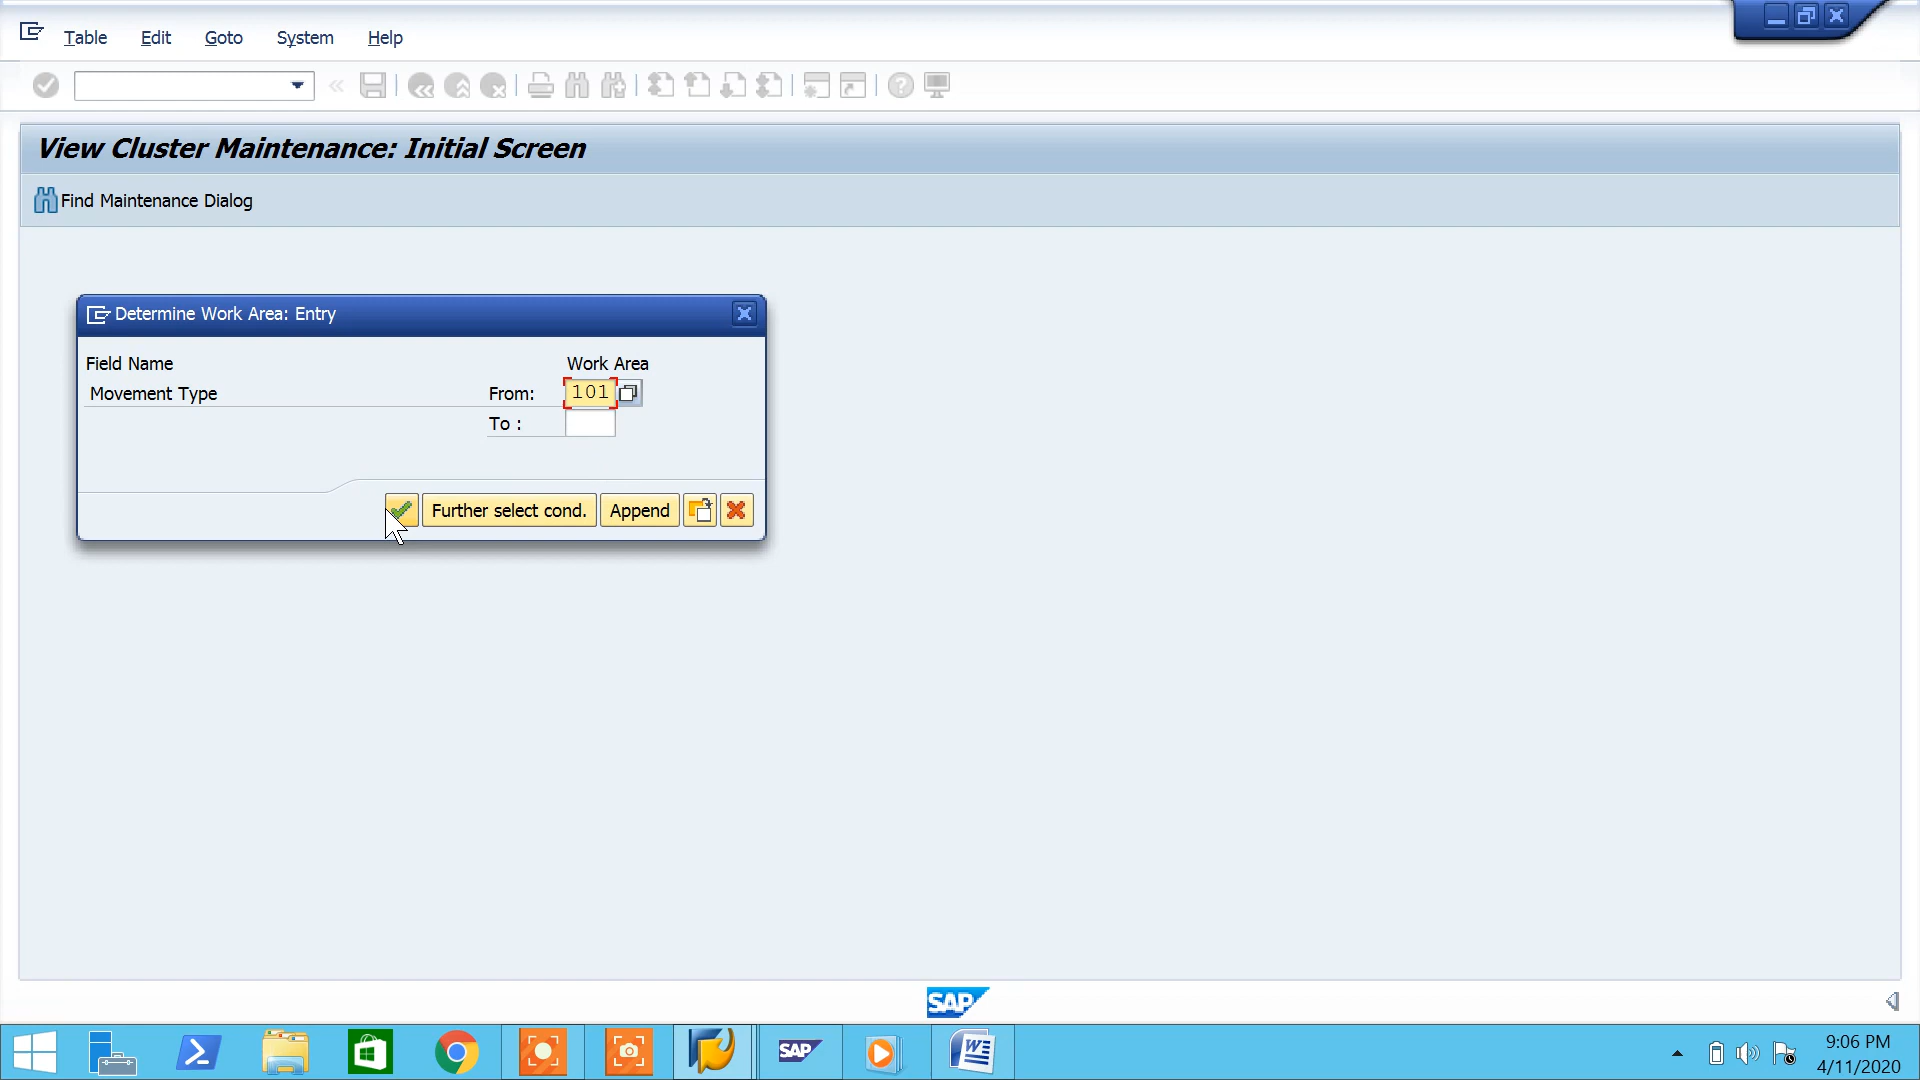 Table Edit Goto System Help
View Cluster Maintenance: Initial Screen
Find Maintenance Dialog
Determine Work Area: Entry
Field Name Work Area
Movement Type From: 101
To :
Further select cond. Append
SAP
SAP
9:06 PM
4/11/2020